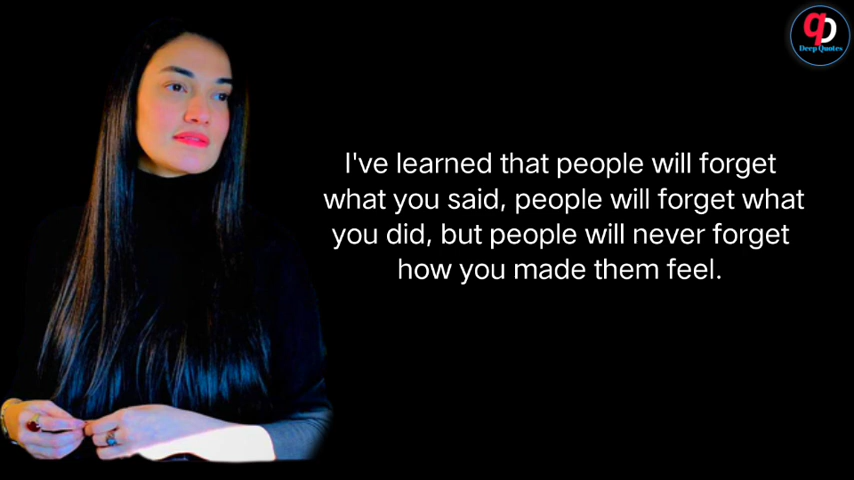 Deep Quotes
I've learned that people will forget
what you said, people will forget what
you did, but people will never forget
how you made them feel.